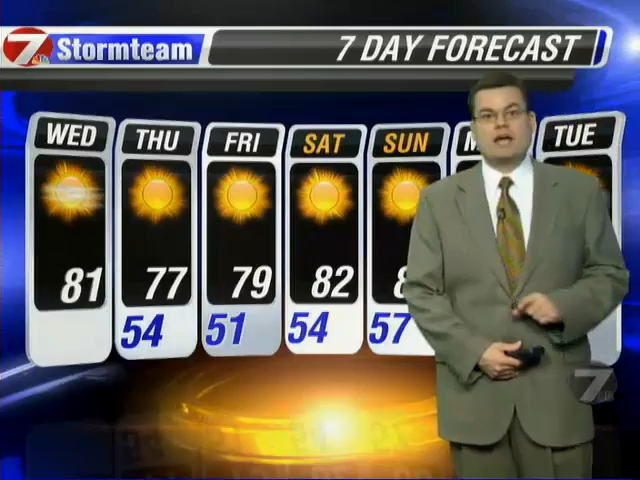 7 Stormteam
7 DAY FORECAST
WED THU FRI SAT SUN M TUE
81 77 79 82 8
54 51 54 57
7